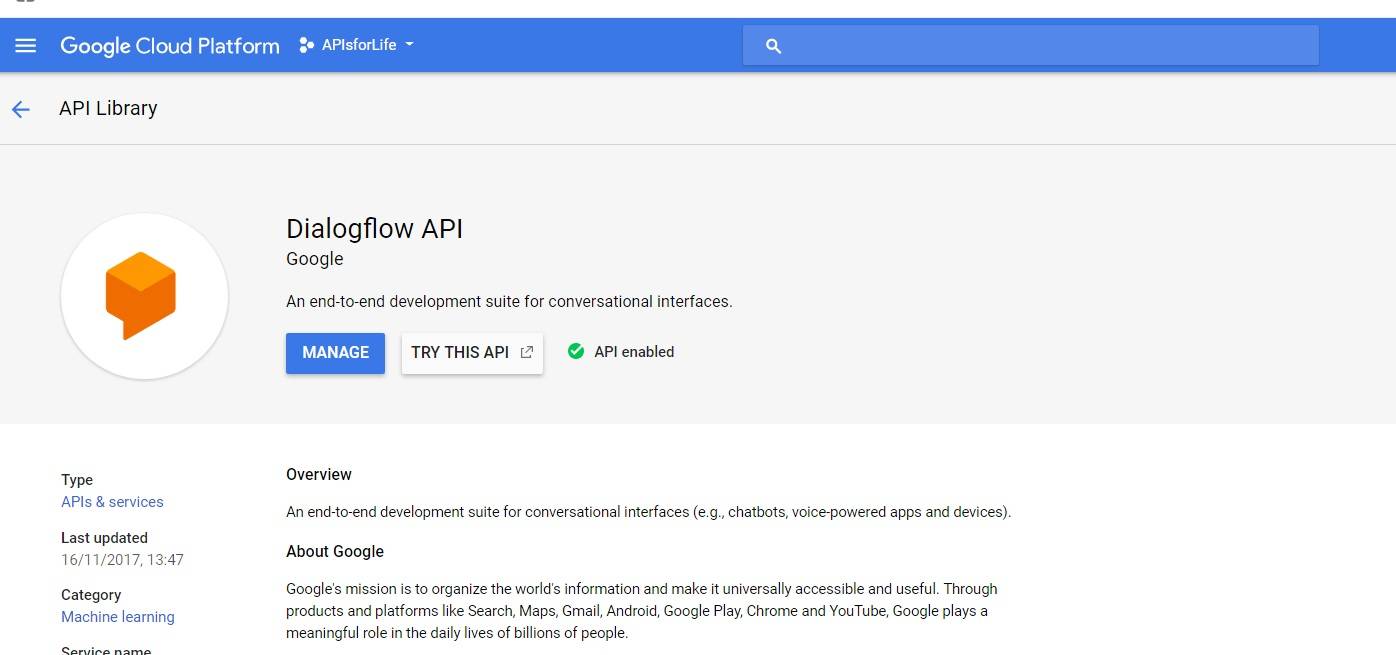 Google Cloud Platform APIsforLife
API Library
Dialogflow API
Google
An end-to-end development suite for conversational interfaces.
MANAGE TRY THIS API API enabled
Type
APIs & services
Last updated
16/11/2017, 13:47
Category
Machine learning
Service name
Overview
An end-to-end development suite for conversational interfaces (e.g., chatbots, voice-powered apps and devices).
About Google
Google's mission is to organize the world's information and make it universally accessible and useful. Through
products and platforms like Search, Maps, Gmail, Android, Google Play, Chrome and YouTube, Google plays a
meaningful role in the daily lives of billions of people.